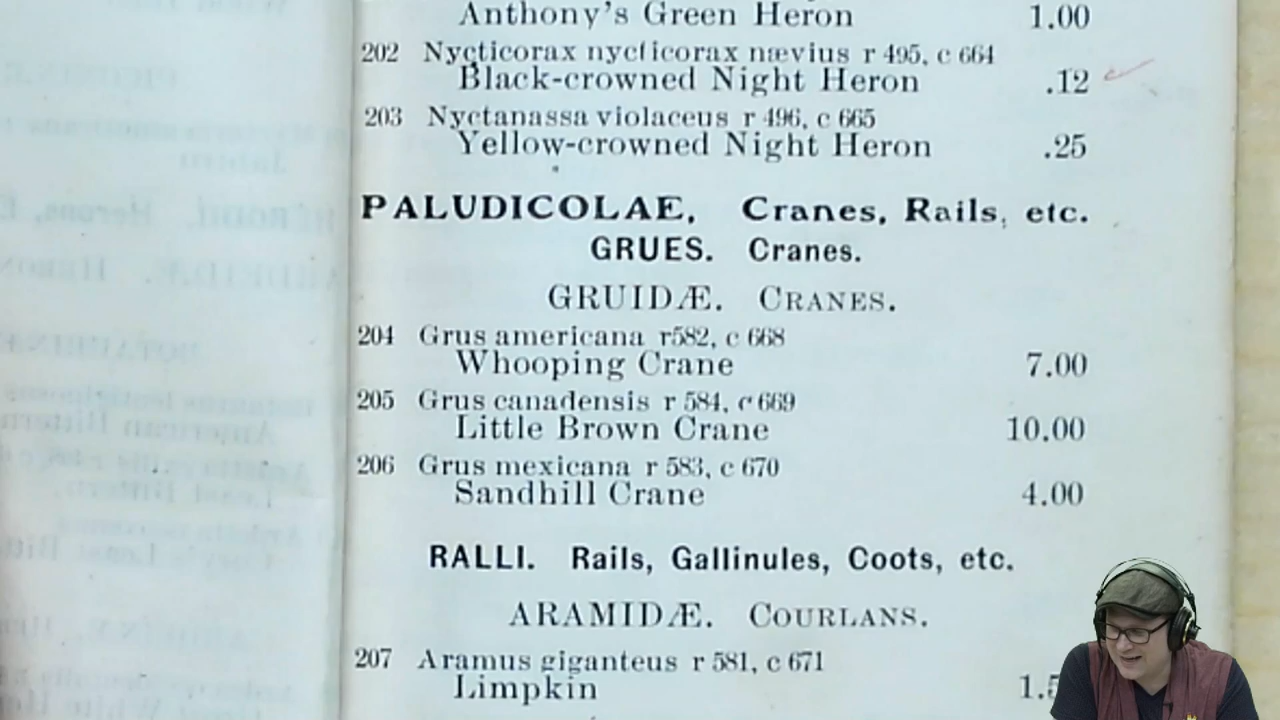 Anthony's Green Heron 1.00
202 Nycticorax nycticorax nævius r 495, c 664
Black-crowned Night Heron .12
203 Nyctanassa violaceus r 496, c 665
Yellow-crowned Night Heron .25
PALUDICOLAE. Cranes, Rails, etc.
GRUES. Cranes.
GRUIDÆ. CRANES.
204 Grus americana r582, c 668
Whooping Crane 7.00
205 Grus canadensis r 584, c 669
Little Brown Crane 10.00
206 Grus mexicana r 583, c 670
Sandhill Crane 4.00
RALLI. Rails, Gallinules, Coots, etc.
ARAMIDÆ. COURLANS.
207 Aramus giganteus r 581, c 671
Limpkin